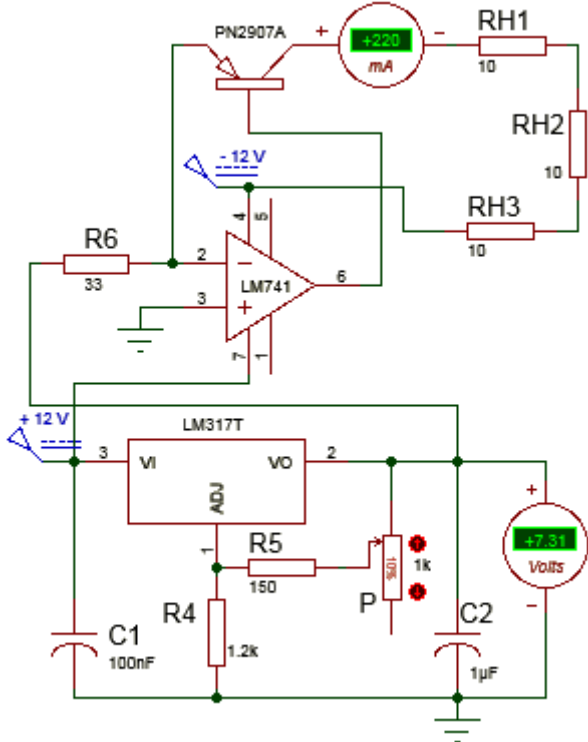 PN2907A
+
+220
mA
−
RH1
10
RH2
10
RH3
10
- 12 V
4
5
R6
33
2
−
3
+
LM741
6
7
1
+ 12 V
LM317T
3
VI
VO
2
ADJ
1
R5
150
10%
1k
P
+
+7.31
Volts
−
R4
1.2k
C1
100nF
C2
1µF